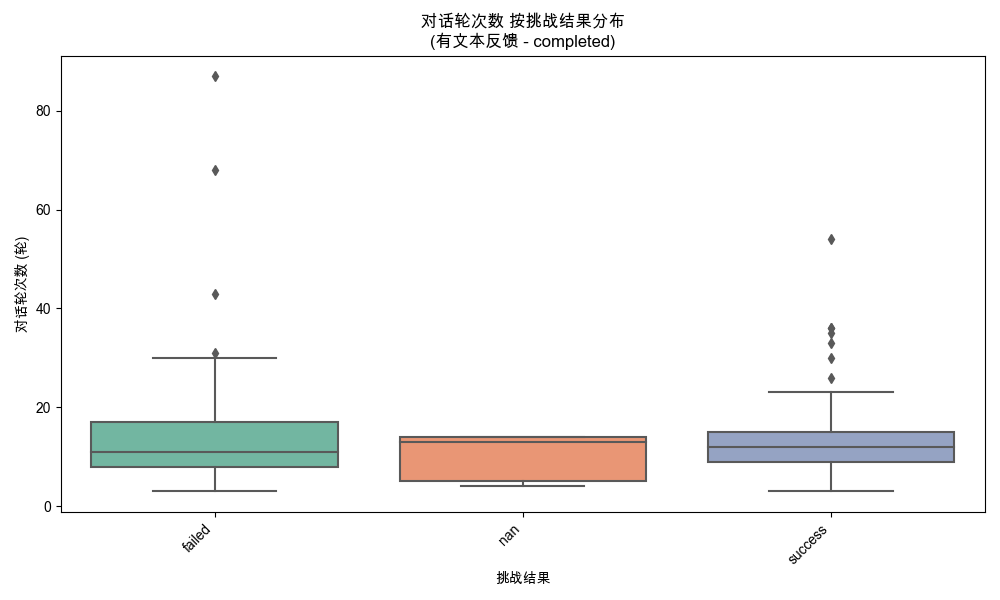 对话轮次数 按挑战结果分布
(有文本反馈 - completed)
对话轮次数 (轮)
80
60
40
20
0
failed
nan
success
挑战结果